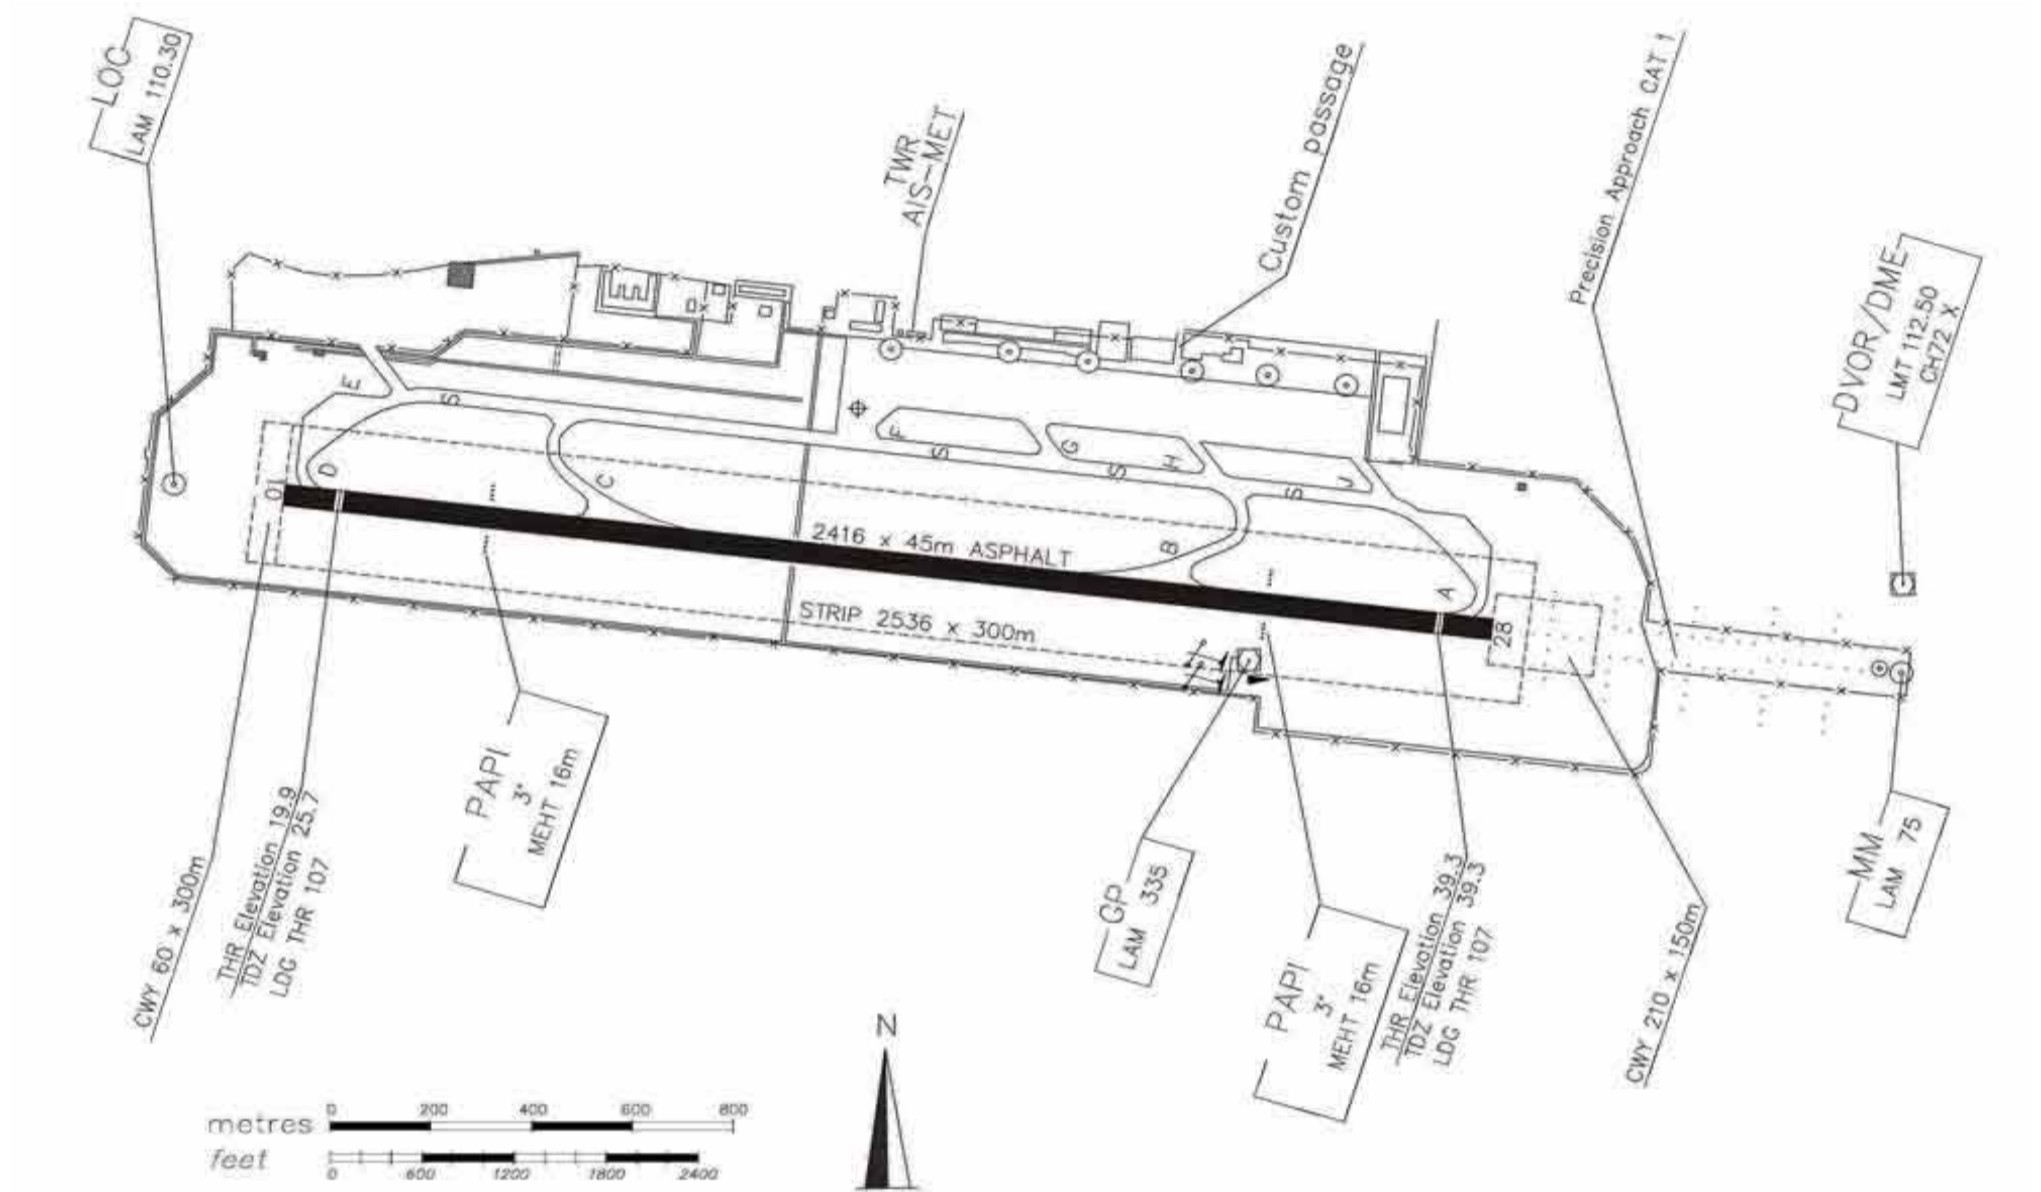 LOC
LAM 110.30
TWR
AIS-MET
Custom passage
Precision Approach CAT 1
DVOR/DME
LMT 112.50
CH72 X
E
S
D
C
F
S
G
S
H
S
J
B
A
10
2416 x 45m ASPHALT
STRIP 2536 x 300m
28
CWY 60 x 300m
THR Elevation 19.9
TDZ Elevation 25.7
LDG THR 107
PAPI
3°
MEHT 16m
GP
LAM 335
PAPI
3°
MEHT 16m
THR Elevation 39.3
TDZ Elevation 39.3
LDG THR 107
CWY 210 x 150m
MM
LAM 75
N
metres 0 200 400 600 800
feet 0 600 1200 1800 2400